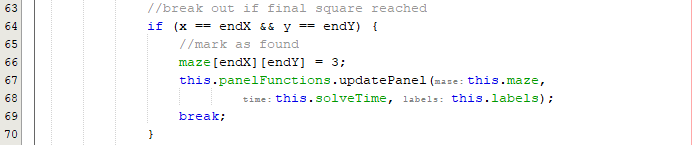 63 //break out if final square reached
64 if (x == endX && y == endY) {
65 //mark as found
66 maze[endX][endY] = 3;
67 this.panelFunctions.updatePanel(maze: this.maze,
68 time: this.solveTime, labels: this.labels);
69 break;
70 }